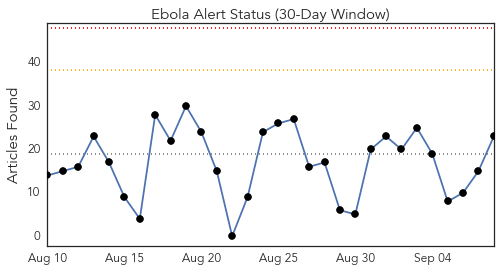 Ebola Alert Status (30-Day Window)
Articles Found
40
30
20
10
0
Aug 10
Aug 15
Aug 20
Aug 25
Aug 30
Sep 04